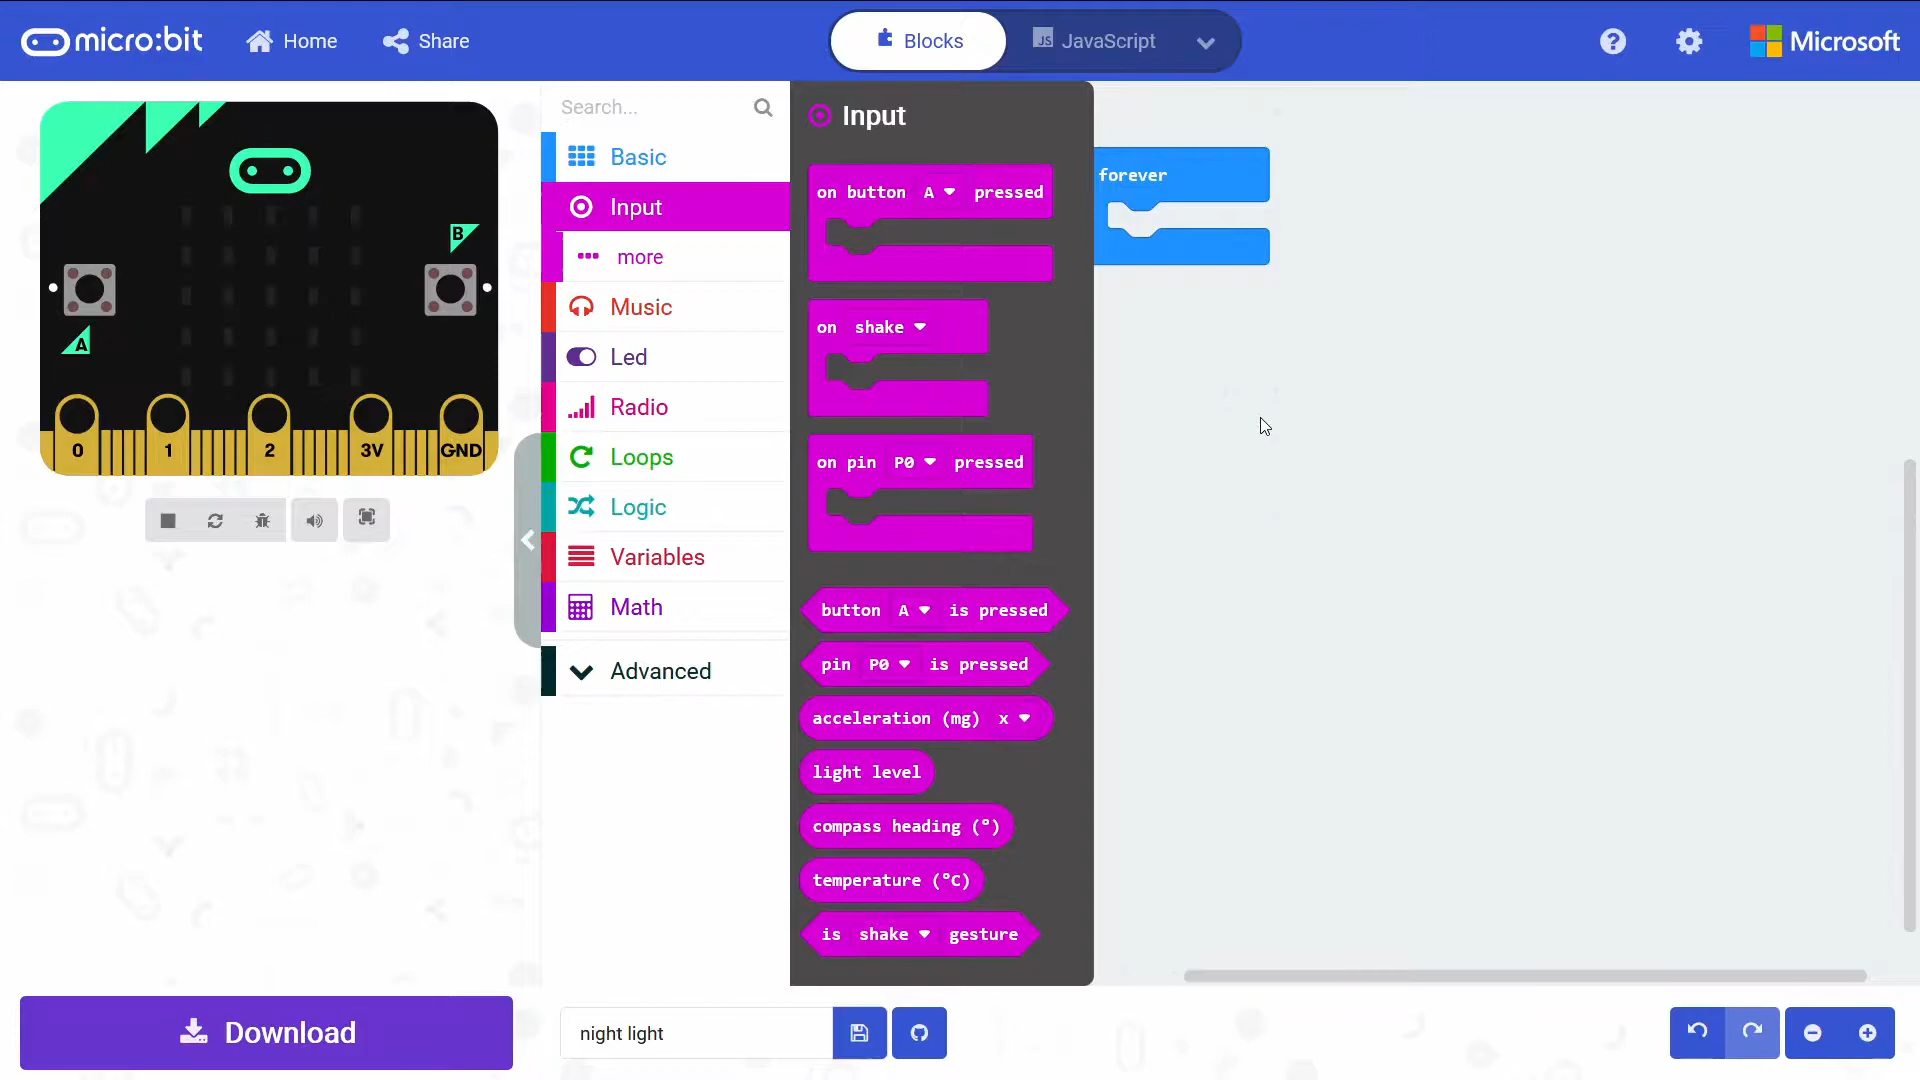 micro:bit
Home
Share
Blocks
JS JavaScript
?
Microsoft
B
A
0 1 2 3V GND
Download
Search...
Basic
Input
more
Music
Led
Radio
Loops
Logic
Variables
Math
Advanced
Input
on button A pressed
on shake
on pin P0 pressed
button A is pressed
pin P0 is pressed
acceleration (mg) x
light level
compass heading (°)
temperature (°C)
is shake gesture
forever
night light